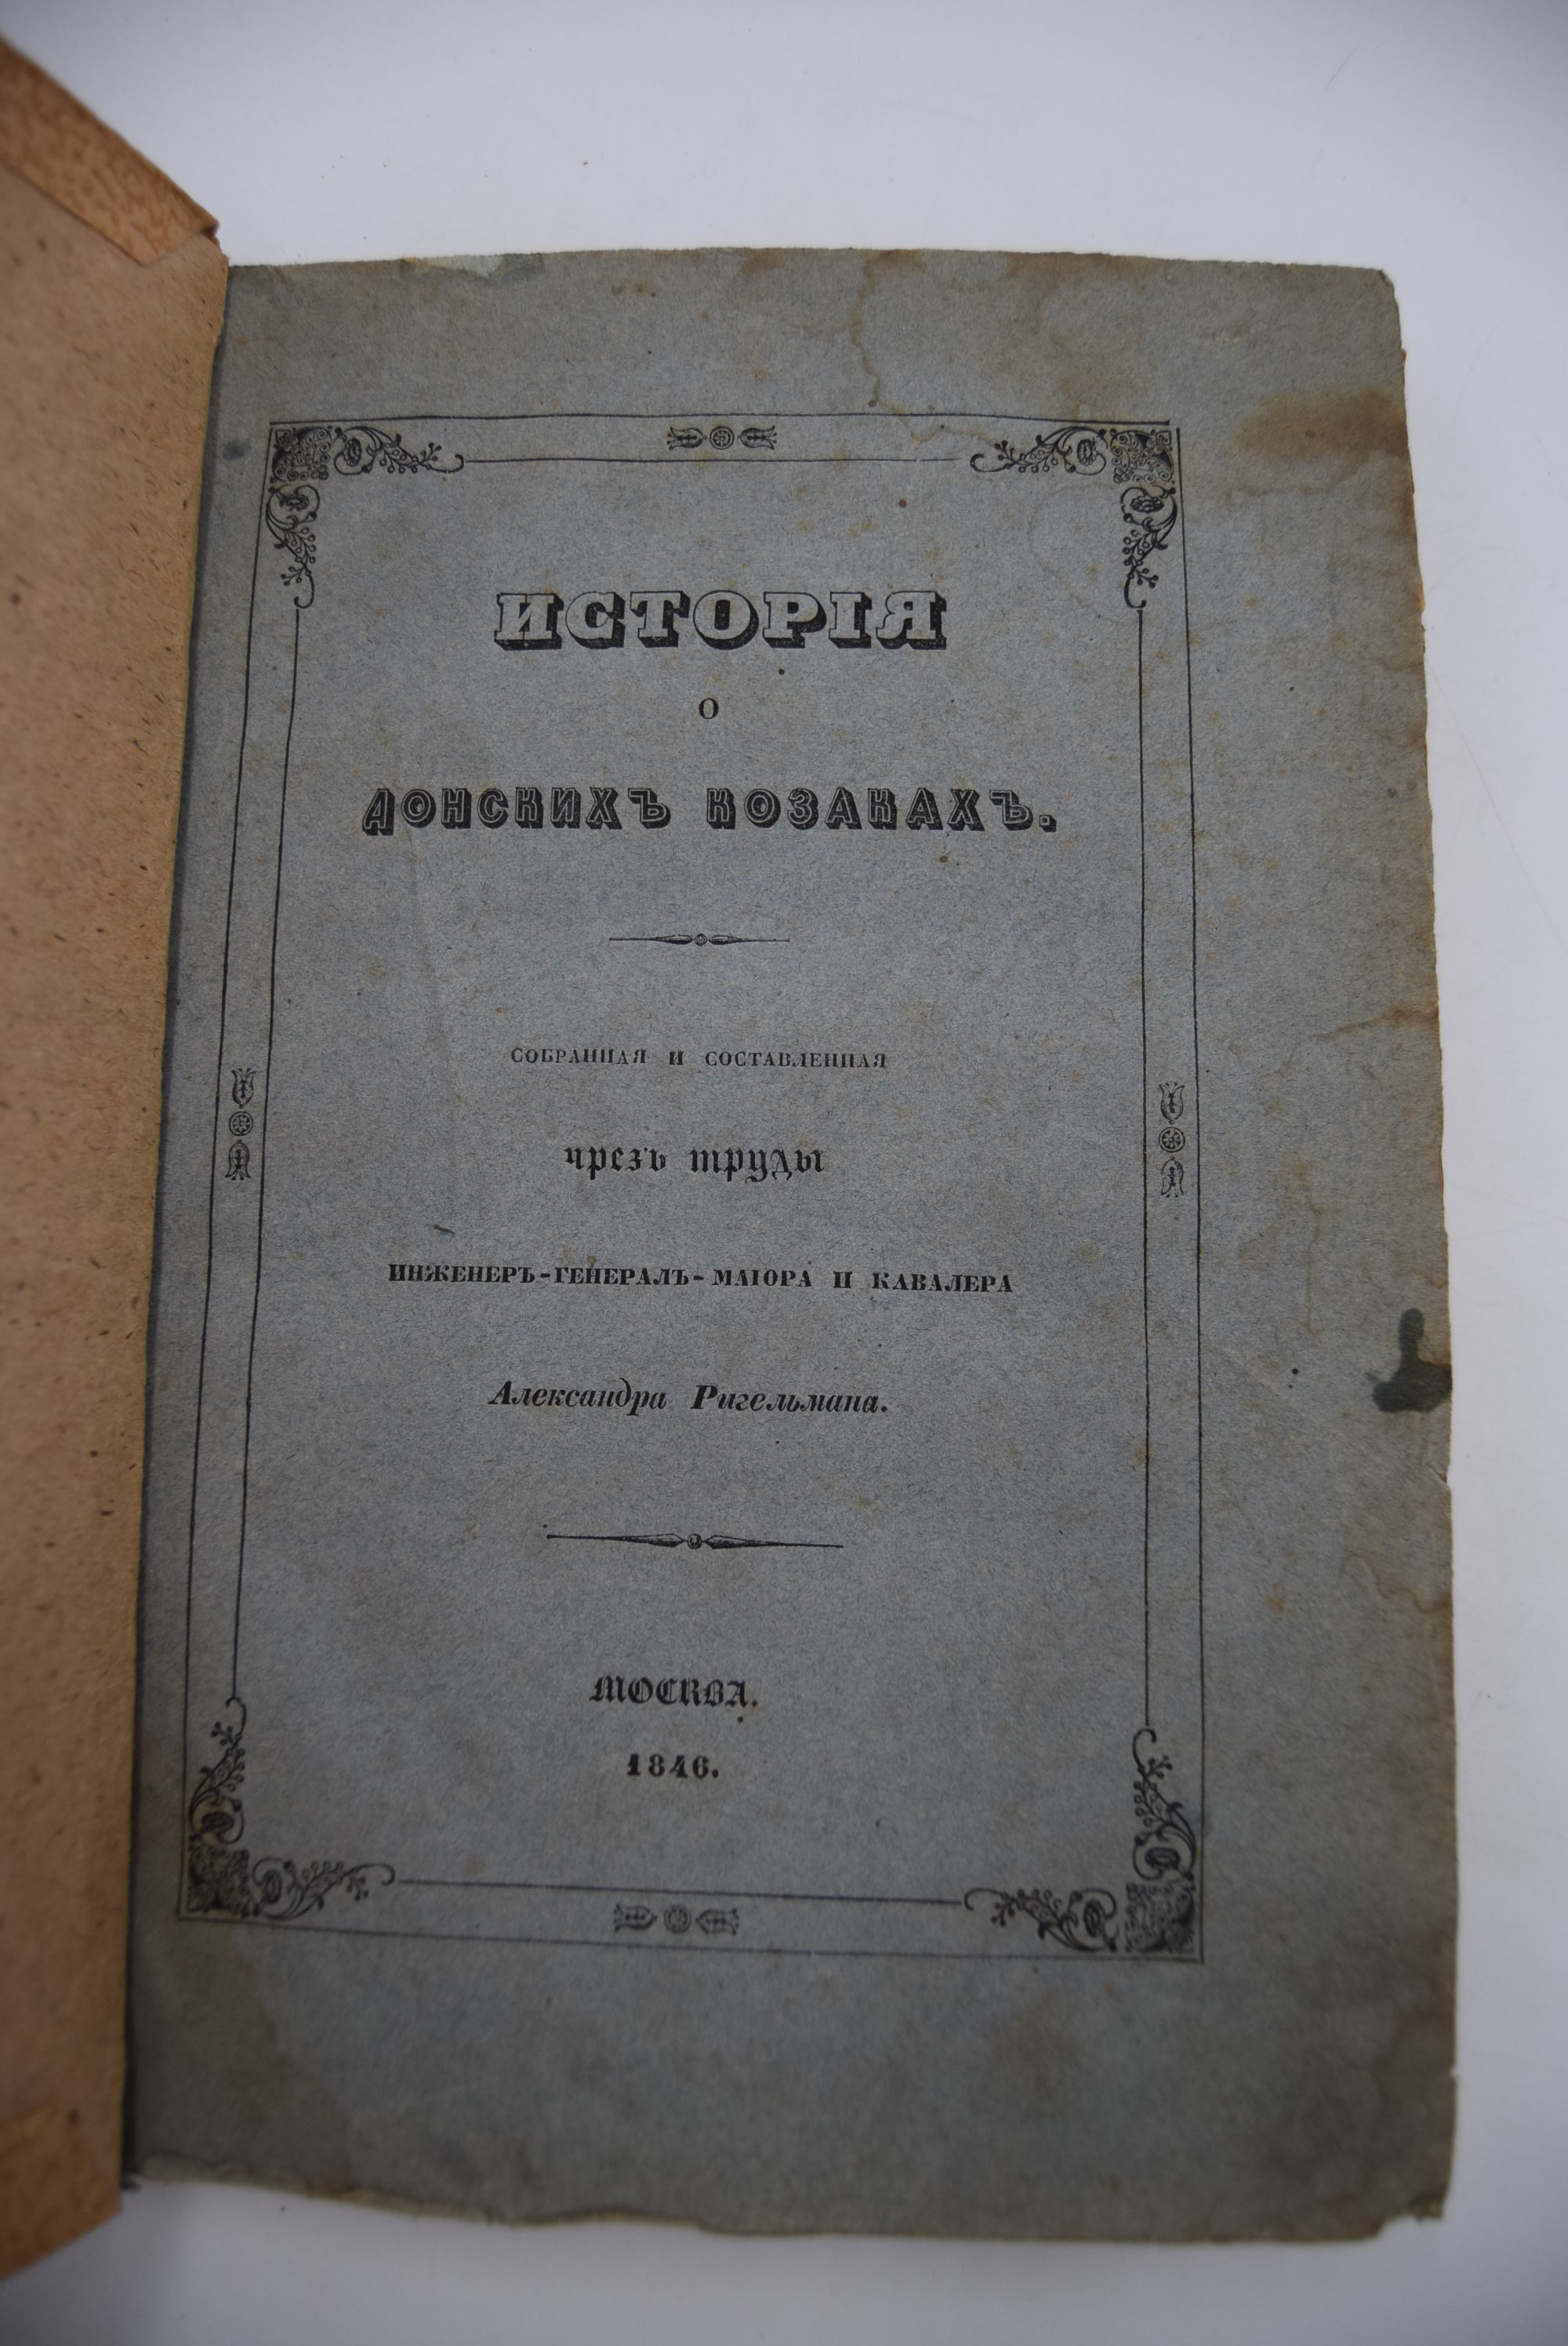 ИСТОРІЯ
О
ДОНСКИХЪ КОЗАКАХЪ.
СОБРАННАЯ И СОСТАВЛЕННАЯ
чрезъ труды
ИНЖЕНЕРЪ-ГЕНЕРАЛЪ-МАІОРА И КАВАЛЕРА
Александра Ригельмана.
МОСКВА.
1846.